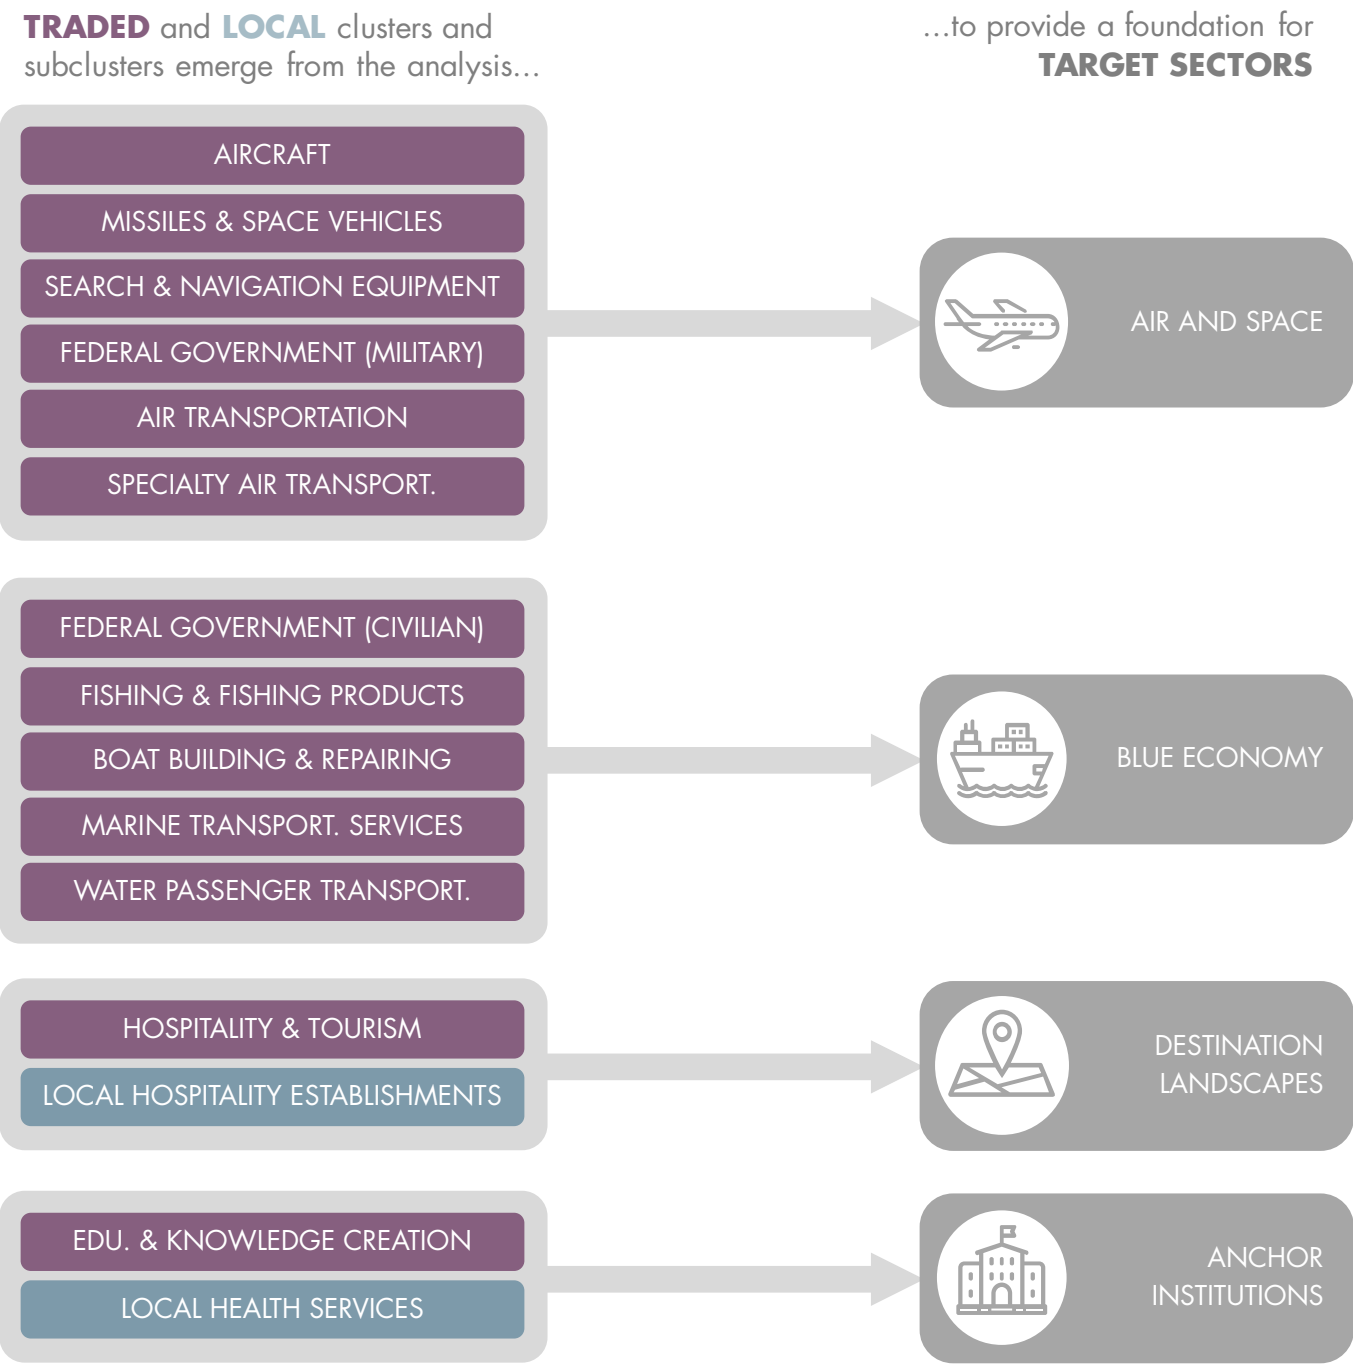 TRADED and LOCAL clusters and
subclusters emerge from the analysis...
...to provide a foundation for
TARGET SECTORS
AIRCRAFT
MISSILES & SPACE VEHICLES
SEARCH & NAVIGATION EQUIPMENT
FEDERAL GOVERNMENT (MILITARY)
AIR TRANSPORTATION
SPECIALTY AIR TRANSPORT.
AIR AND SPACE
FEDERAL GOVERNMENT (CIVILIAN)
FISHING & FISHING PRODUCTS
BOAT BUILDING & REPAIRING
MARINE TRANSPORT. SERVICES
WATER PASSENGER TRANSPORT.
BLUE ECONOMY
HOSPITALITY & TOURISM
LOCAL HOSPITALITY ESTABLISHMENTS
DESTINATION
LANDSCAPES
EDU. & KNOWLEDGE CREATION
LOCAL HEALTH SERVICES
ANCHOR
INSTITUTIONS